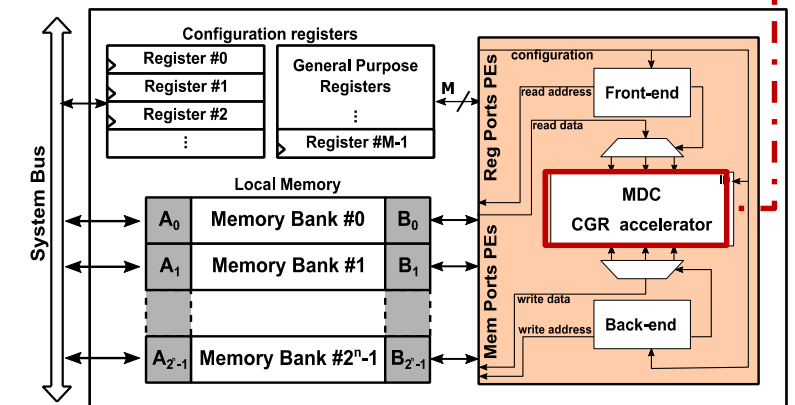 System Bus
Configuration registers
Register #0
Register #1
Register #2
⋮
General Purpose
Registers
⋮
Register #M-1
M
Local Memory
A₀ Memory Bank #0 B₀
A₁ Memory Bank #1 B₁
A₂ⁿ₋₁ Memory Bank #2ⁿ-1 B₂ⁿ₋₁
Reg Ports PEs
Mem Ports PEs
configuration
Front-end
read address
read data
MDC
CGR accelerator
write data
write address
Back-end